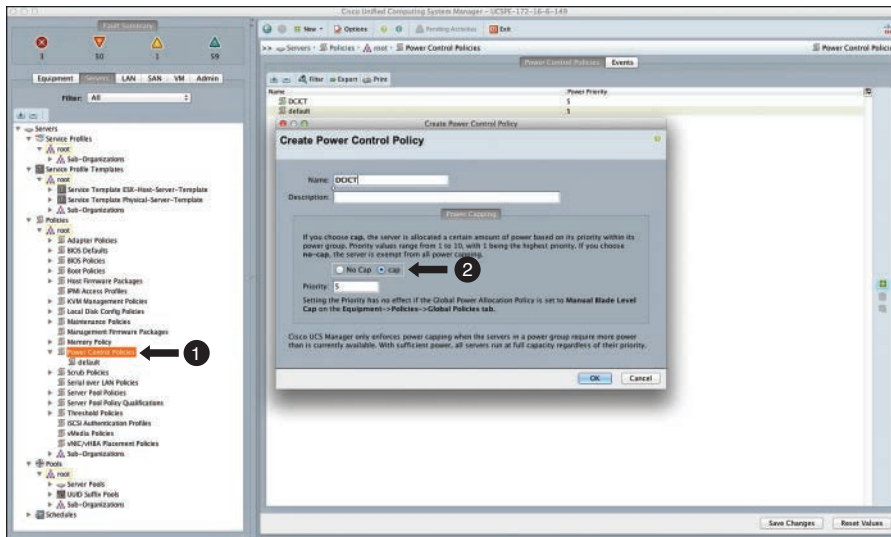 Cisco Unified Computing System Manager - UCSPE-172-16-6-149
Fault Summary
1 50 1 59
Equipment Servers LAN SAN VM Admin
Filter: All
Servers
Service Profiles
root
Sub-Organizations
Service Profile Templates
root
Service Template ESX-Host-Server-Template
Service Template Physical-Server-Template
Sub-Organizations
Policies
root
Adapter Policies
BIOS Defaults
BIOS Policies
Boot Policies
Host Firmware Packages
IPMI Access Profiles
KVM Management Policies
Local Disk Config Policies
Maintenance Policies
Management Firmware Packages
Memory Policy
Power Control Policies
default
Scrub Policies
Serial over LAN Policies
Server Pool Policies
Server Pool Policy Qualifications
Threshold Policies
iSCSI Authentication Profiles
vMedia Policies
vNIC/vHBA Placement Policies
Sub-Organizations
Pools
root
Server Pools
UUID Suffix Pools
Sub-Organizations
Schedules
1
New Options Pending Activities Exit
>> Servers Policies root Power Control Policies
Power Control Policies
Power Control Policies Events
Filter Export Print
Name Power Priority
DCICT 5
default 5
Create Power Control Policy
Create Power Control Policy
Name: DCICT
Description:
Power Capping
If you choose cap, the server is allocated a certain amount of power based on its priority within its
power group. Priority values range from 1 to 10, with 1 being the highest priority. If you choose
no-cap, the server is exempt from all power capping.
No Cap cap
2
Priority: 5
Setting the Priority has no effect if the Global Power Allocation Policy is set to Manual Blade Level
Cap on the Equipment->Policies->Global Policies tab.
Cisco UCS Manager only enforces power capping when the servers in a power group require more power
than is currently available. With sufficient power, all servers run at full capacity regardless of their priority.
OK Cancel
Save Changes Reset Values